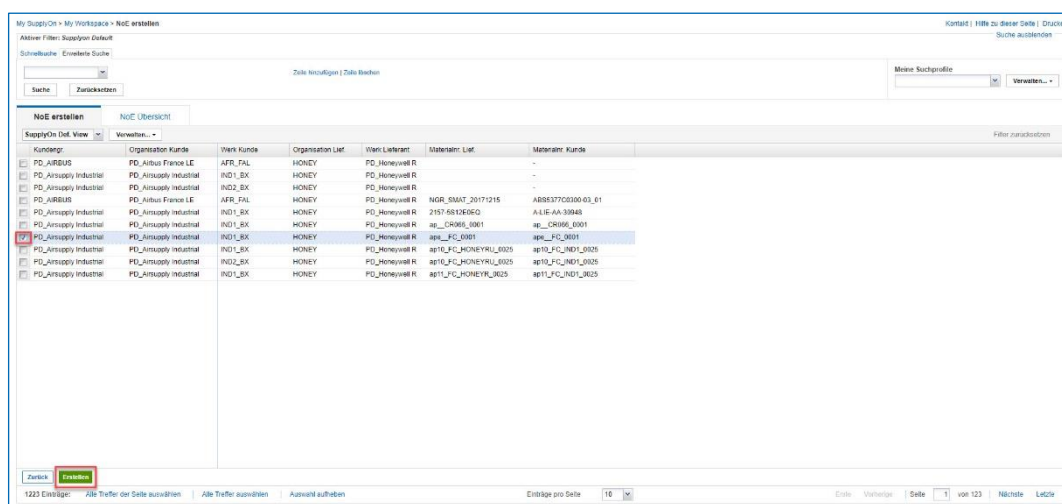 My SupplyOn > My Workspace > NoE erstellen
Kontakt | Hilfe zu dieser Seite | Drucke
Aktiver Filter: Supplyon Default
Suche ausblenden
Schnellsuche Erweiterte Suche
Zeile hinzufügen | Zeile löschen
Meine Suchprofile
Verwalten...
Suche Zurücksetzen
NoE erstellen NoE Übersicht
SupplyOn Def. View Verwalten... Filter zurücksetzen
Kundengr. Organisation Kunde Werk Kunde Organisation Lief. Werk Lieferant Materialnr. Lief. Materialnr. Kunde
PD_AIRBUS PD_Airbus France LE AFR_FAL HONEY PD_Honeywell R -
PD_Airsupply Industrial PD_Airsupply Industrial IND1_BX HONEY PD_Honeywell R -
PD_Airsupply Industrial PD_Airsupply Industrial IND2_BX HONEY PD_Honeywell R -
PD_AIRBUS PD_Airbus France LE AFR_FAL HONEY PD_Honeywell R NGR_SMAT_20171215 ABS5377C0300-03_01
PD_Airsupply Industrial PD_Airsupply Industrial IND1_BX HONEY PD_Honeywell R 2157-5S12E0EQ A-LIE-AA-30948
PD_Airsupply Industrial PD_Airsupply Industrial IND1_BX HONEY PD_Honeywell R ap__CR066_0001 ap__CR066_0001
PD_Airsupply Industrial PD_Airsupply Industrial IND1_BX HONEY PD_Honeywell R ape__FC_0001 ape__FC_0001
PD_Airsupply Industrial PD_Airsupply Industrial IND1_BX HONEY PD_Honeywell R ap10_FC_HONEYRU_0025 ap10_FC_IND1_0025
PD_Airsupply Industrial PD_Airsupply Industrial IND2_BX HONEY PD_Honeywell R ap10_FC_HONEYRU_0025 ap10_FC_IND1_0025
PD_Airsupply Industrial PD_Airsupply Industrial IND1_BX HONEY PD_Honeywell R ap11_FC_HONEYR_0025 ap11_FC_IND1_0025
Zurück Erstellen
1223 Einträge: Alle Treffer der Seite auswählen | Alle Treffer auswählen | Auswahl aufheben Einträge pro Seite 10 Erste Vorherige | Seite 1 von 123 | Nächste Letzte